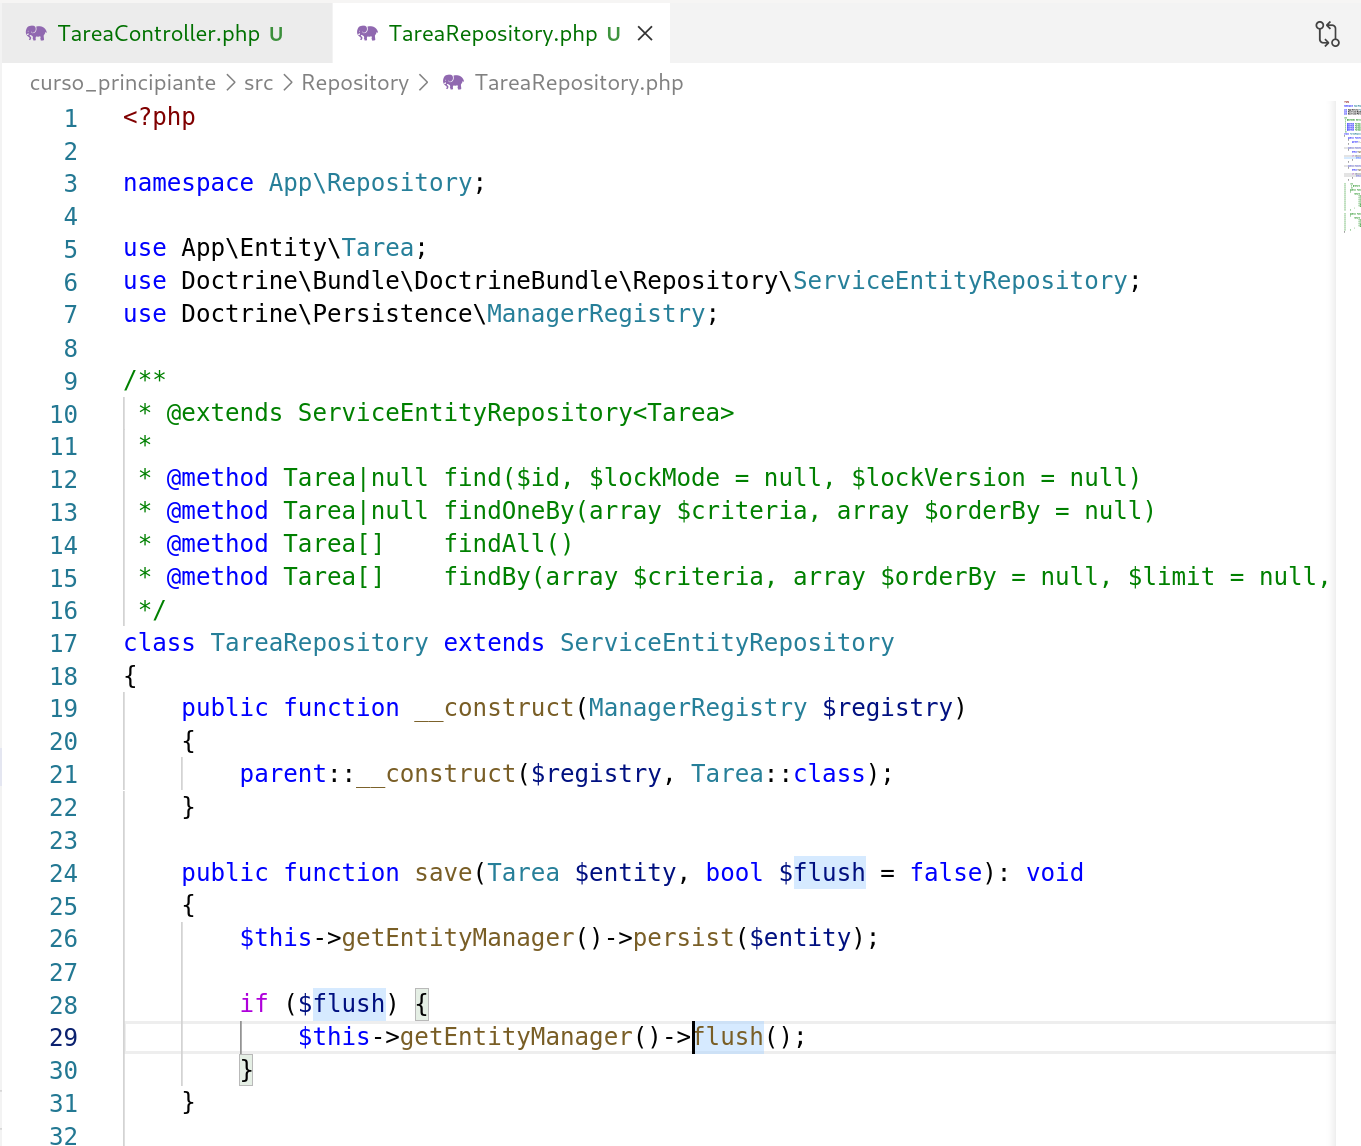 TareaController.php U TareaRepository.php U
curso_principiante > src > Repository > TareaRepository.php
1 <?php
2
3 namespace App\Repository;
4
5 use App\Entity\Tarea;
6 use Doctrine\Bundle\DoctrineBundle\Repository\ServiceEntityRepository;
7 use Doctrine\Persistence\ManagerRegistry;
8
9 /**
10 * @extends ServiceEntityRepository<Tarea>
11 *
12 * @method Tarea|null find($id, $lockMode = null, $lockVersion = null)
13 * @method Tarea|null findOneBy(array $criteria, array $orderBy = null)
14 * @method Tarea[]    findAll()
15 * @method Tarea[]    findBy(array $criteria, array $orderBy = null, $limit = null,
16 */
17 class TareaRepository extends ServiceEntityRepository
18 {
19     public function __construct(ManagerRegistry $registry)
20     {
21         parent::__construct($registry, Tarea::class);
22     }
23
24     public function save(Tarea $entity, bool $flush = false): void
25     {
26         $this->getEntityManager()->persist($entity);
27
28         if ($flush) {
29             $this->getEntityManager()->flush();
30         }
31     }
32